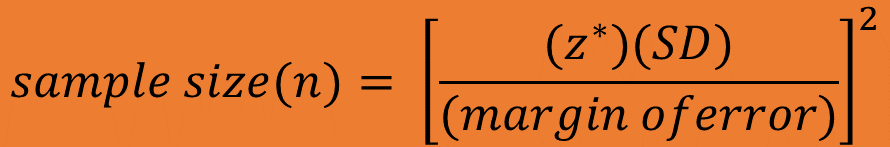 sample size(n) = [(z*)(SD) / (margin oferror)]²